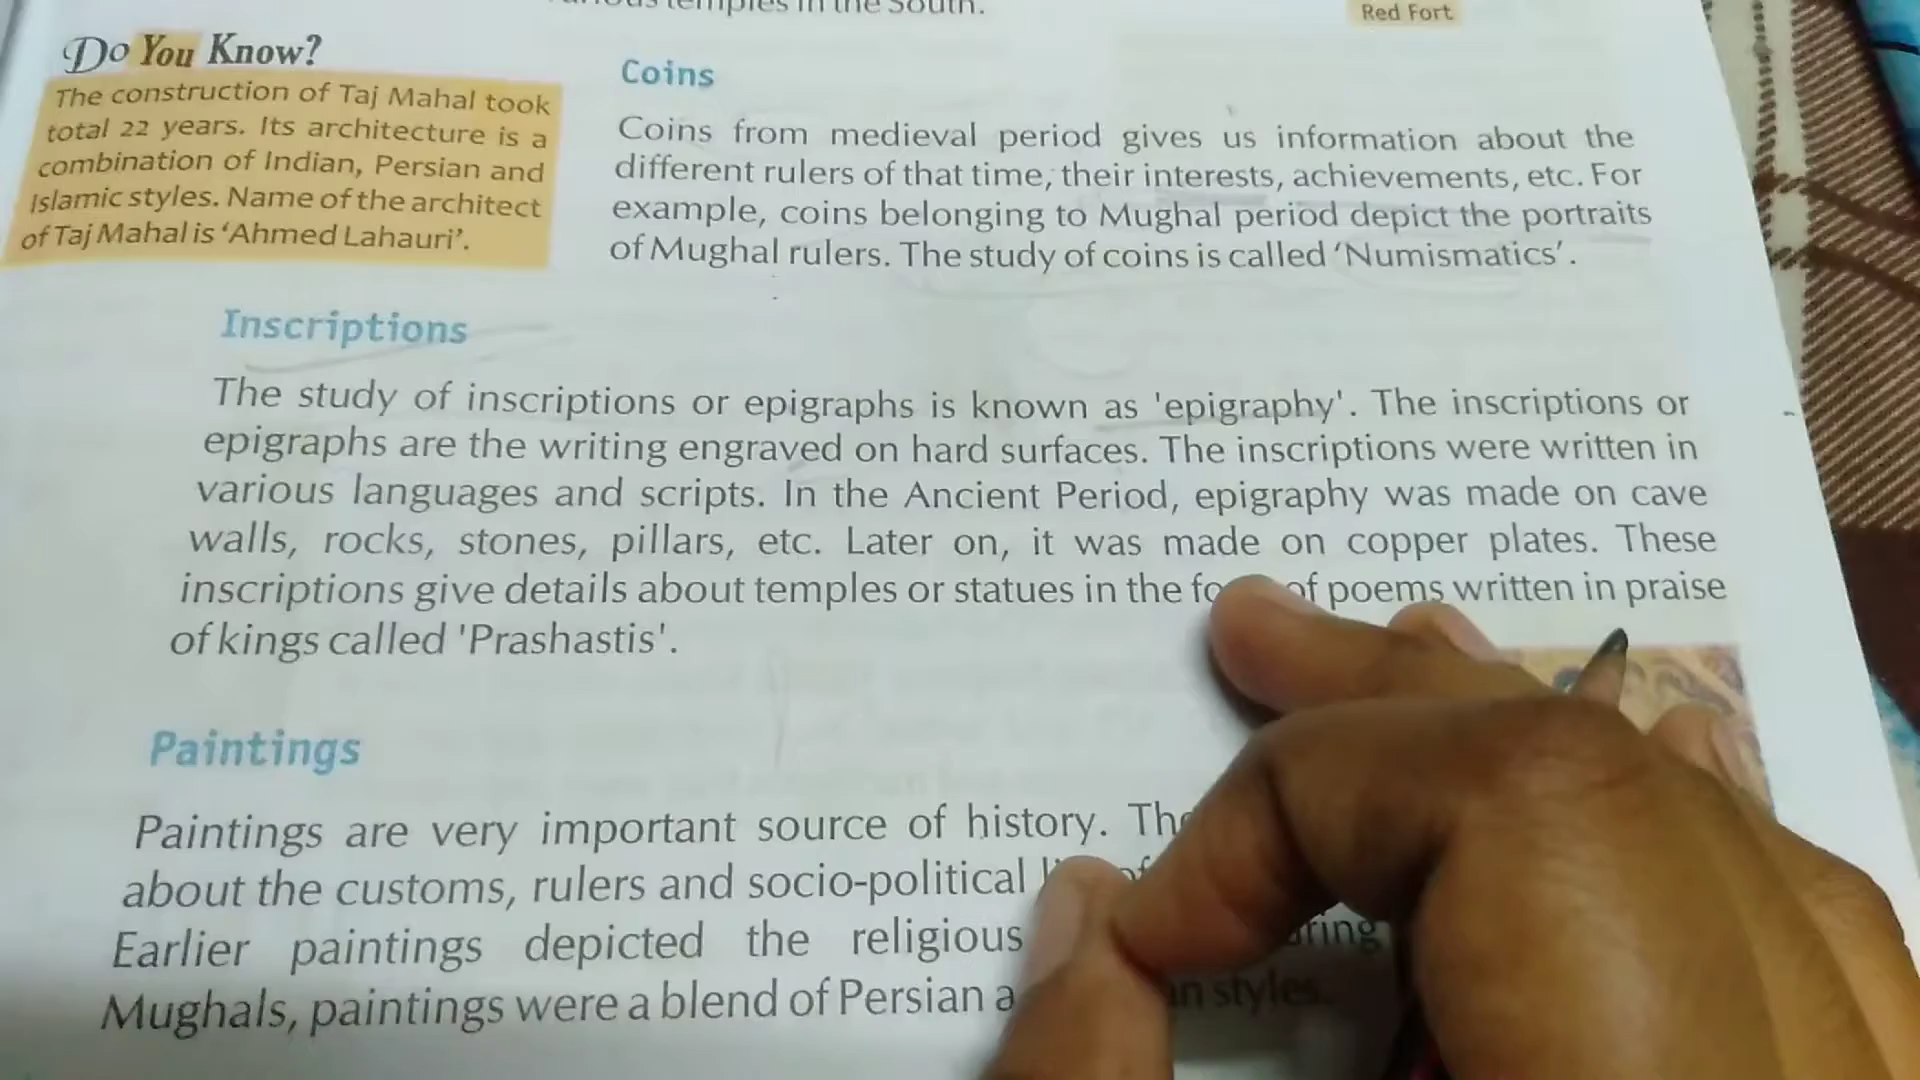 temples in the South.
Red Fort
Do You Know?
The construction of Taj Mahal took
total 22 years. Its architecture is a
combination of Indian, Persian and
Islamic styles. Name of the architect
of Taj Mahal is ‘Ahmed Lahauri’.
Coins
Coins from medieval period gives us information about the
different rulers of that time, their interests, achievements, etc. For
example, coins belonging to Mughal period depict the portraits
of Mughal rulers. The study of coins is called ‘Numismatics’.
Inscriptions
The study of inscriptions or epigraphs is known as 'epigraphy'. The inscriptions or
epigraphs are the writing engraved on hard surfaces. The inscriptions were written in
various languages and scripts. In the Ancient Period, epigraphy was made on cave
walls, rocks, stones, pillars, etc. Later on, it was made on copper plates. These
inscriptions give details about temples or statues in the of poems written in praise
of kings called 'Prashastis'.
Paintings
Paintings are very important source of history.
about the customs, rulers and socio-political
Earlier paintings depicted the religious
Mughals, paintings were a blend of Persian styles.